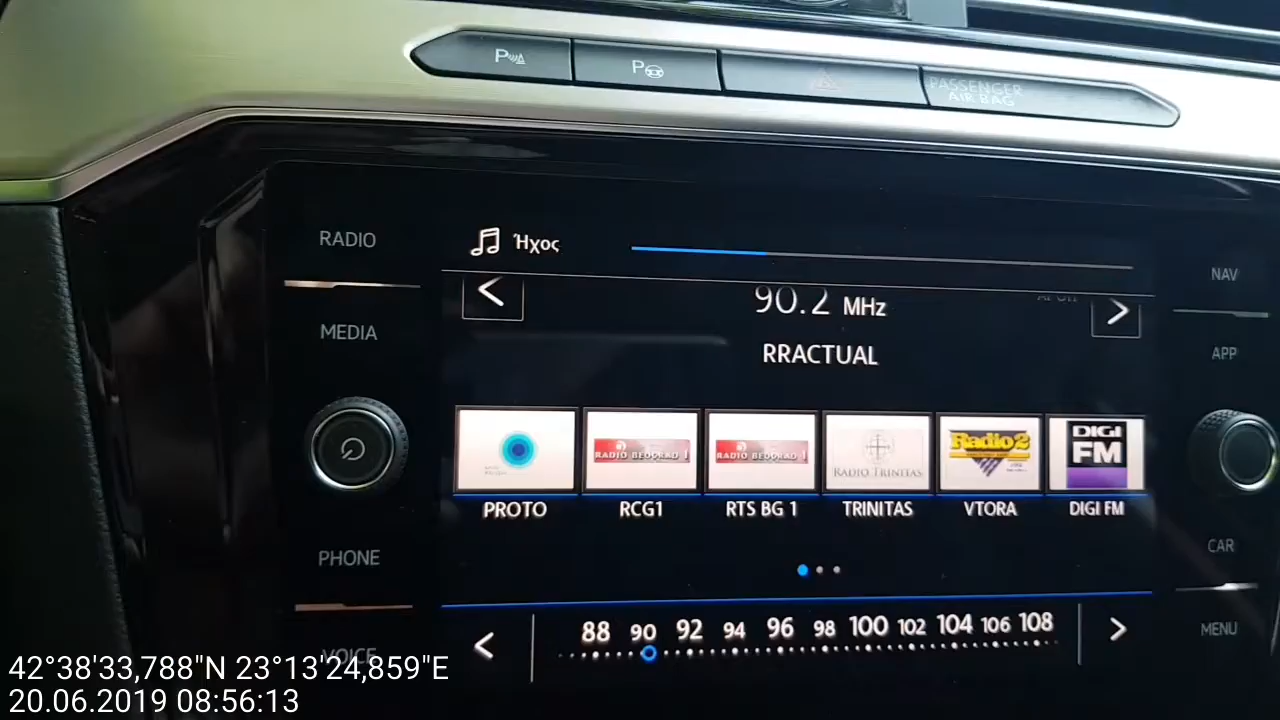 P
P
PASSENGER
AIR BAG
RADIO
Ήχος
NAV
90.2 MHz
MEDIA
RRACTUAL
APP
RADIO BEOGRAD 1
RADIO BEOGRAD 1
RADIO TRINITAS
Radio 2
DIGI
FM
PROTO
RCG1
RTS BG 1
TRINITAS
VTORA
DIGI FM
PHONE
CAR
88 90 92 94 96 98 100 102 104 106 108
MENU
VOICE
42°38'33,788"N 23°13'24,859"E
20.06.2019 08:56:13